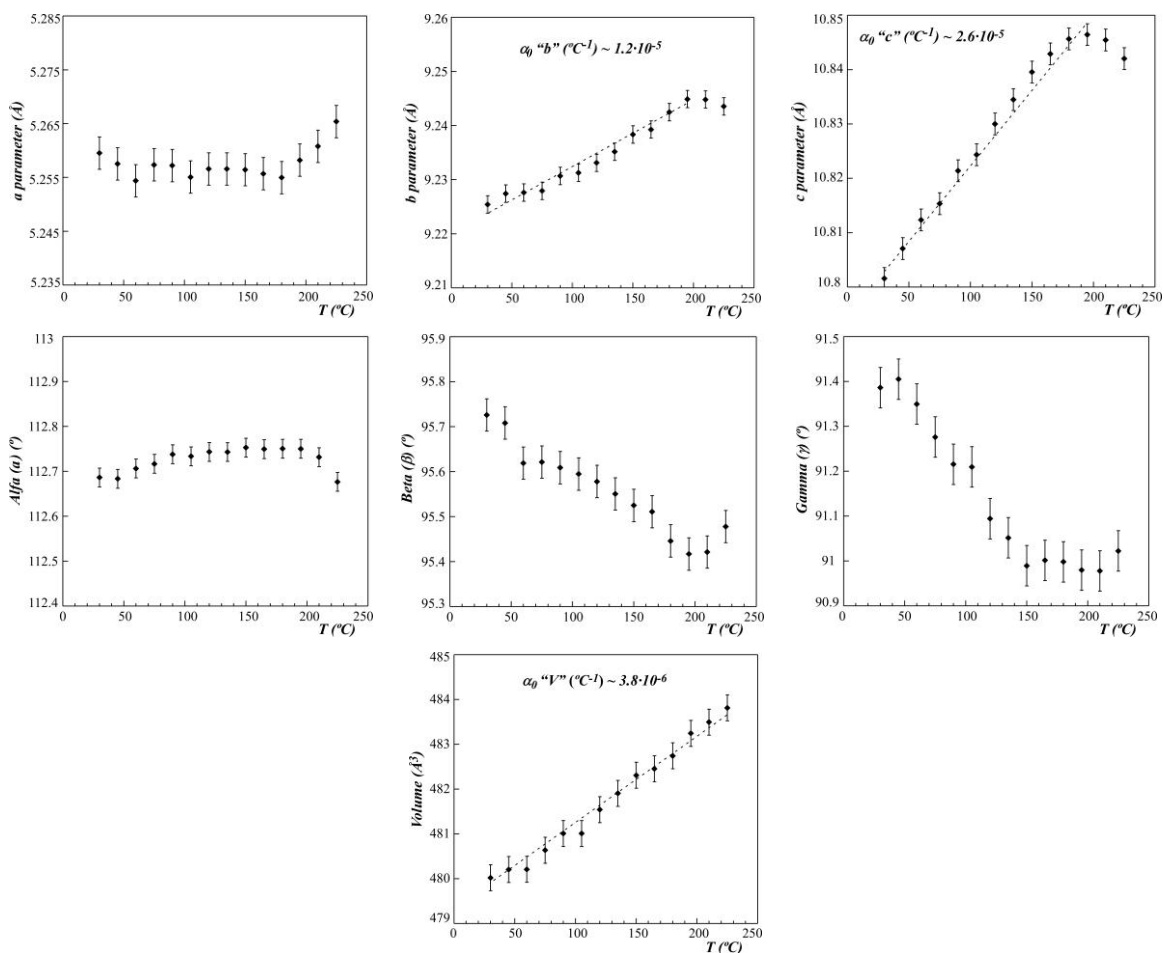 5.285
5.275
5.265
5.255
5.245
5.235
a parameter (Å)
0 50 100 150 200 250
T (ºC)
9.26
9.25
9.24
9.23
9.22
9.21
b parameter (Å)
α0 “b” (ºC-1) ~ 1.2·10-5
0 50 100 150 200 250
T (ºC)
10.85
10.84
10.83
10.82
10.81
10.8
c parameter (Å)
α0 “c” (ºC-1) ~ 2.6·10-5
0 50 100 150 200 250
T (ºC)
113
112.9
112.8
112.7
112.6
112.5
112.4
Alfa (α) (º)
0 50 100 150 200 250
T (ºC)
95.9
95.8
95.7
95.6
95.5
95.4
95.3
Beta (β) (º)
0 50 100 150 200 250
T (ºC)
91.5
91.4
91.3
91.2
91.1
91
90.9
Gamma (γ) (º)
0 50 100 150 200 250
T (ºC)
485
484
483
482
481
480
479
Volume (Å3)
α0 “V” (ºC-1) ~ 3.8·10-6
0 50 100 150 200 250
T (ºC)